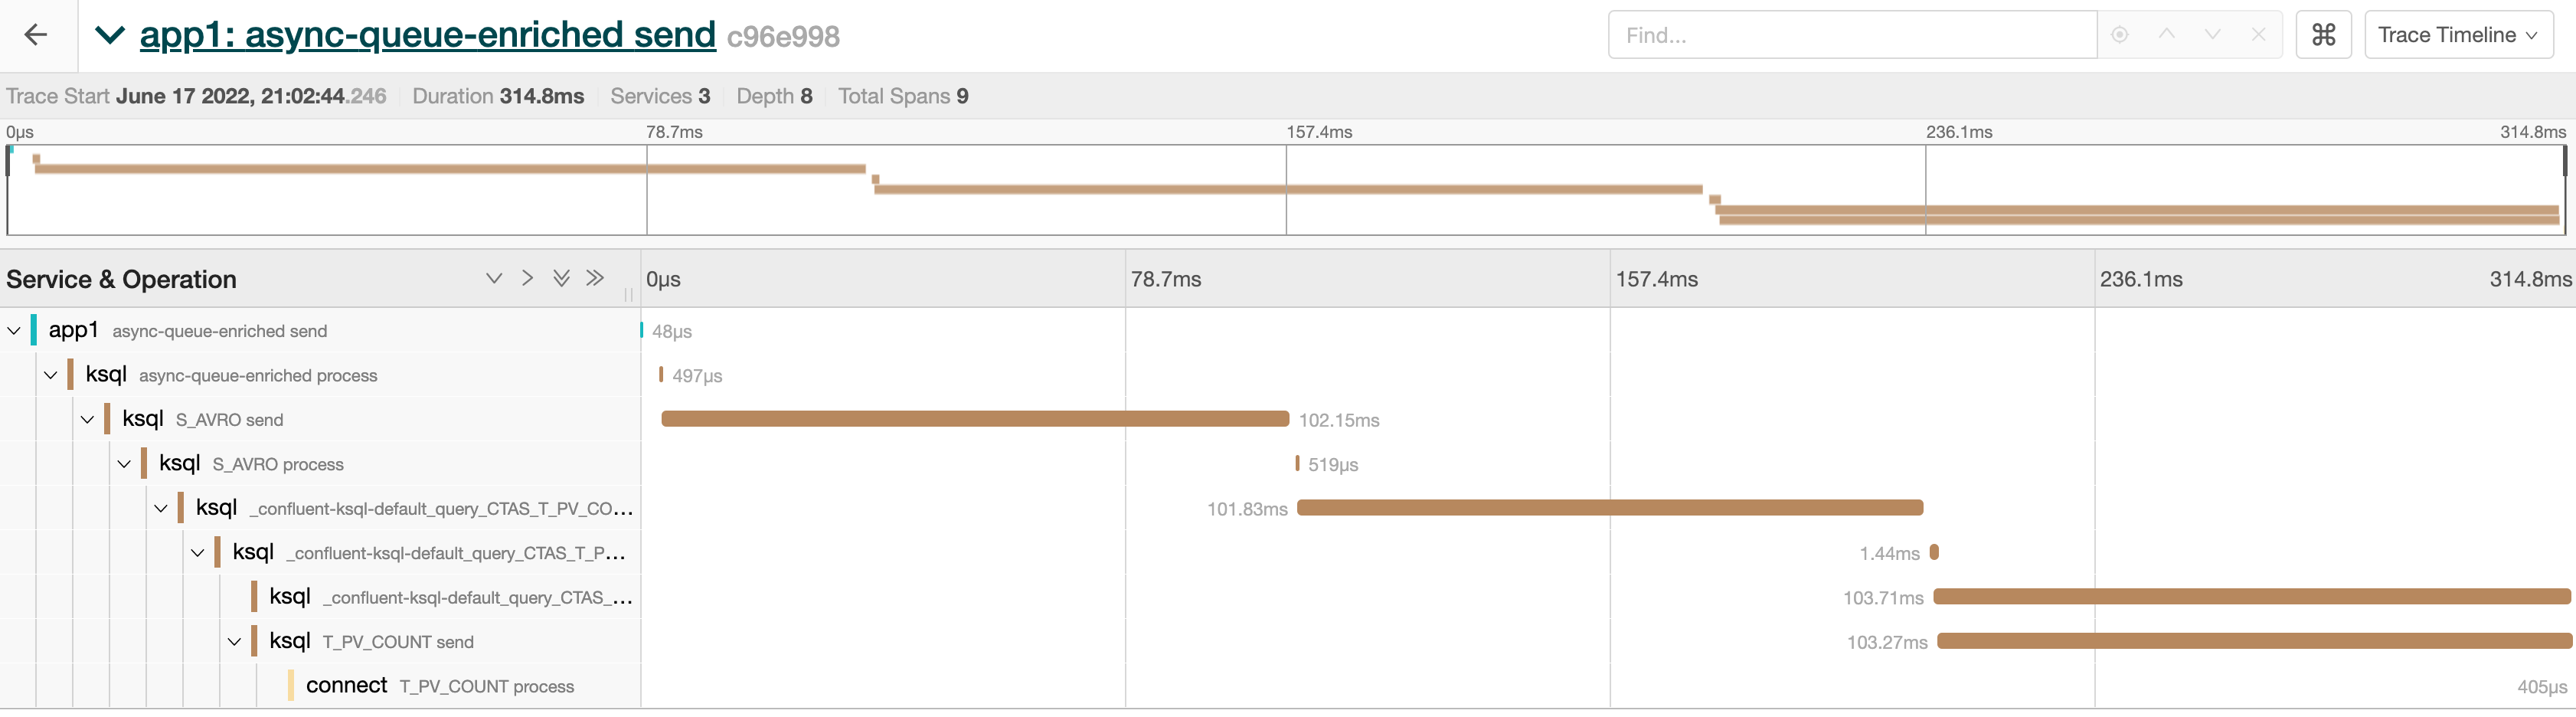 app1: async-queue-enriched send c96e998
Find...
⌘
Trace Timeline
Trace Start June 17 2022, 21:02:44.246 Duration 314.8ms Services 3 Depth 8 Total Spans 9
0μs 78.7ms 157.4ms 236.1ms 314.8ms
Service & Operation 0μs 78.7ms 157.4ms 236.1ms 314.8ms
app1 async-queue-enriched send 48μs
ksql async-queue-enriched process 497μs
ksql S_AVRO send 102.15ms
ksql S_AVRO process 519μs
ksql _confluent-ksql-default_query_CTAS_T_PV_CO... 101.83ms
ksql _confluent-ksql-default_query_CTAS_T_P... 1.44ms
ksql _confluent-ksql-default_query_CTAS_... 103.71ms
ksql T_PV_COUNT send 103.27ms
connect T_PV_COUNT process 405μs